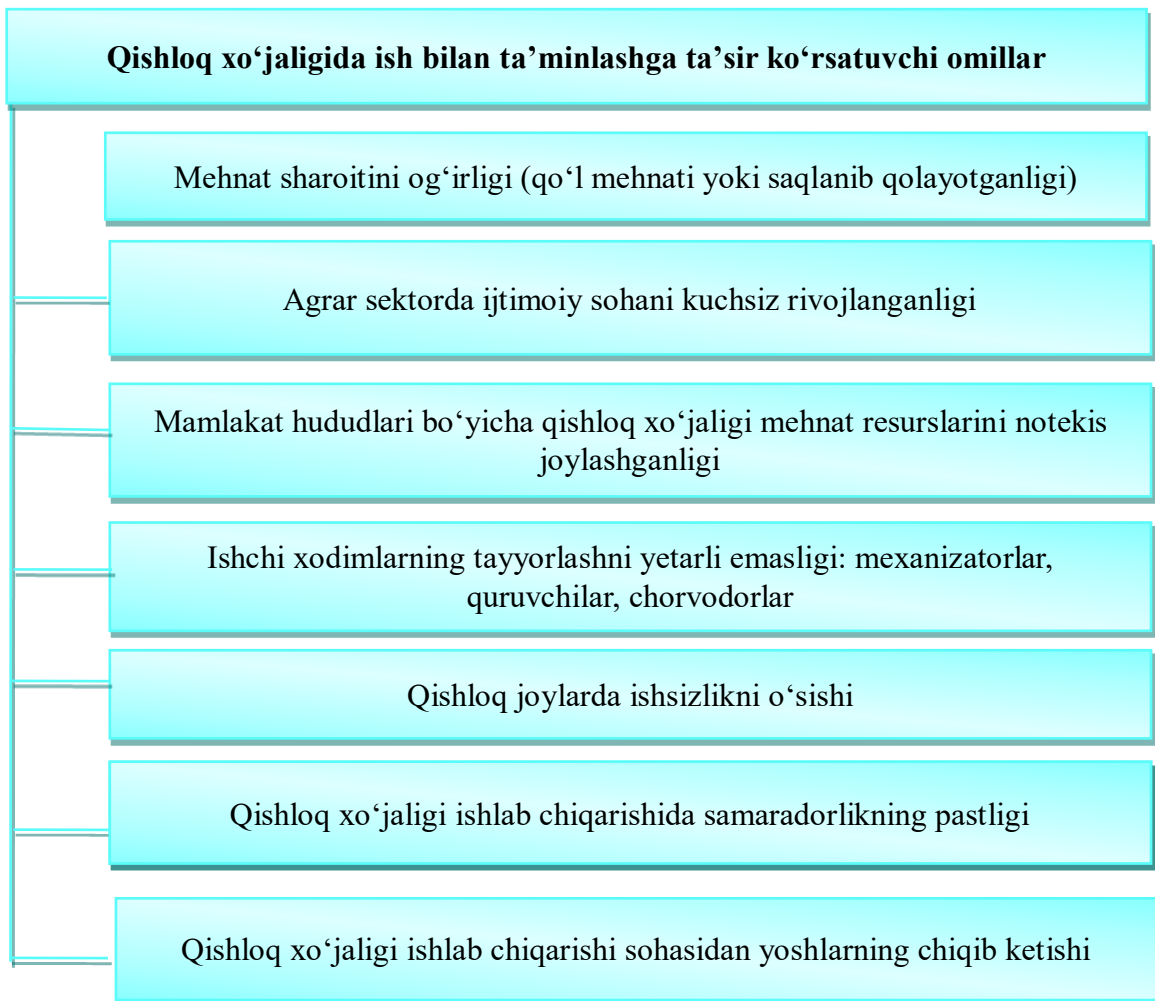 Qishloq xo‘jaligida ish bilan ta’minlashga ta’sir ko‘rsatuvchi omillar
Mehnat sharoitini og‘irligi (qo‘l mehnati yoki saqlanib qolayotganligi)
Agrar sektorda ijtimoiy sohani kuchsiz rivojlanganligi
Mamlakat hududlari bo‘yicha qishloq xo‘jaligi mehnat resurslarini notekis
joylashganligi
Ishchi xodimlarning tayyorlashni yetarli emasligi: mexanizatorlar,
quruvchilar, chorvodorlar
Qishloq joylarda ishsizlikni o‘sishi
Qishloq xo‘jaligi ishlab chiqarishida samaradorlikning pastligi
Qishloq xo‘jaligi ishlab chiqarishi sohasidan yoshlarning chiqib ketishi